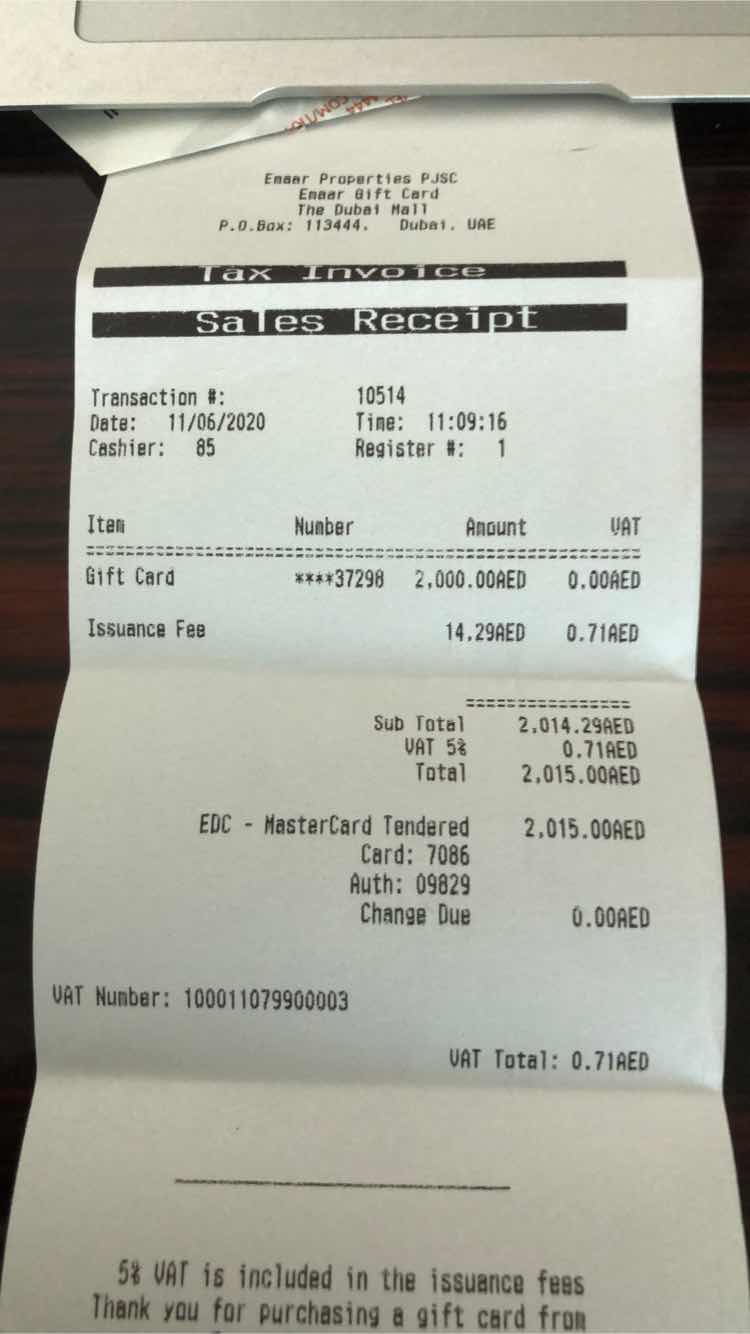 Emaar Properties PJSC
Emaar Gift Card
The Dubai Mall
P.O.Box: 113444, Dubai, UAE
Tax Invoice
Sales Receipt
Transaction #: 10514
Date: 11/06/2020 Time: 11:09:16
Cashier: 85 Register #: 1
Item Number Amount VAT
Gift Card ****37298 2,000.00AED 0.00AED
Issuance Fee 14.29AED 0.71AED
Sub Total 2,014.29AED
VAT 5% 0.71AED
Total 2,015.00AED
EDC - MasterCard Tendered 2,015.00AED
Card: 7086
Auth: 09829
Change Due 0.00AED
VAT Number: 100011079900003
VAT Total: 0.71AED
5% VAT is included in the issuance fees
Thank you for purchasing a gift card from